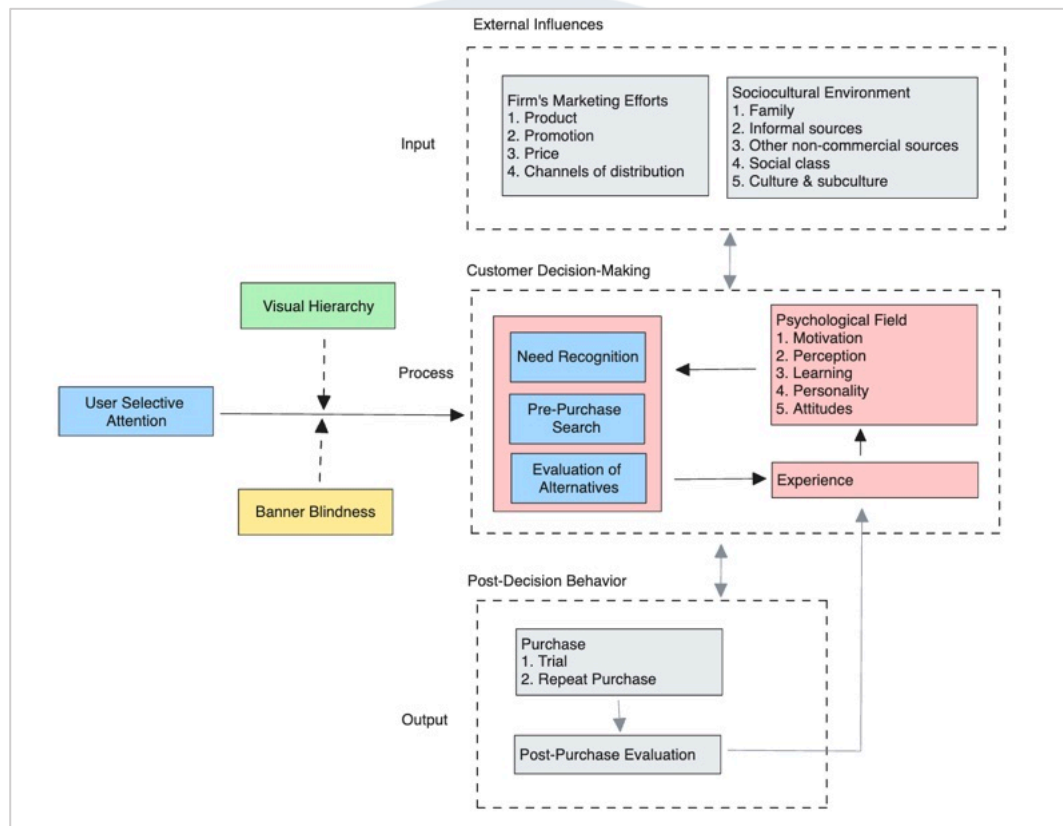 External Influences
Input
Firm's Marketing Efforts
1. Product
2. Promotion
3. Price
4. Channels of distribution
Sociocultural Environment
1. Family
2. Informal sources
3. Other non-commercial sources
4. Social class
5. Culture & subculture
Customer Decision-Making
Visual Hierarchy
Process
User Selective
Attention
Banner Blindness
Need Recognition
Pre-Purchase
Search
Evaluation of
Alternatives
Psychological Field
1. Motivation
2. Perception
3. Learning
4. Personality
5. Attitudes
Experience
Post-Decision Behavior
Output
Purchase
1. Trial
2. Repeat Purchase
Post-Purchase Evaluation